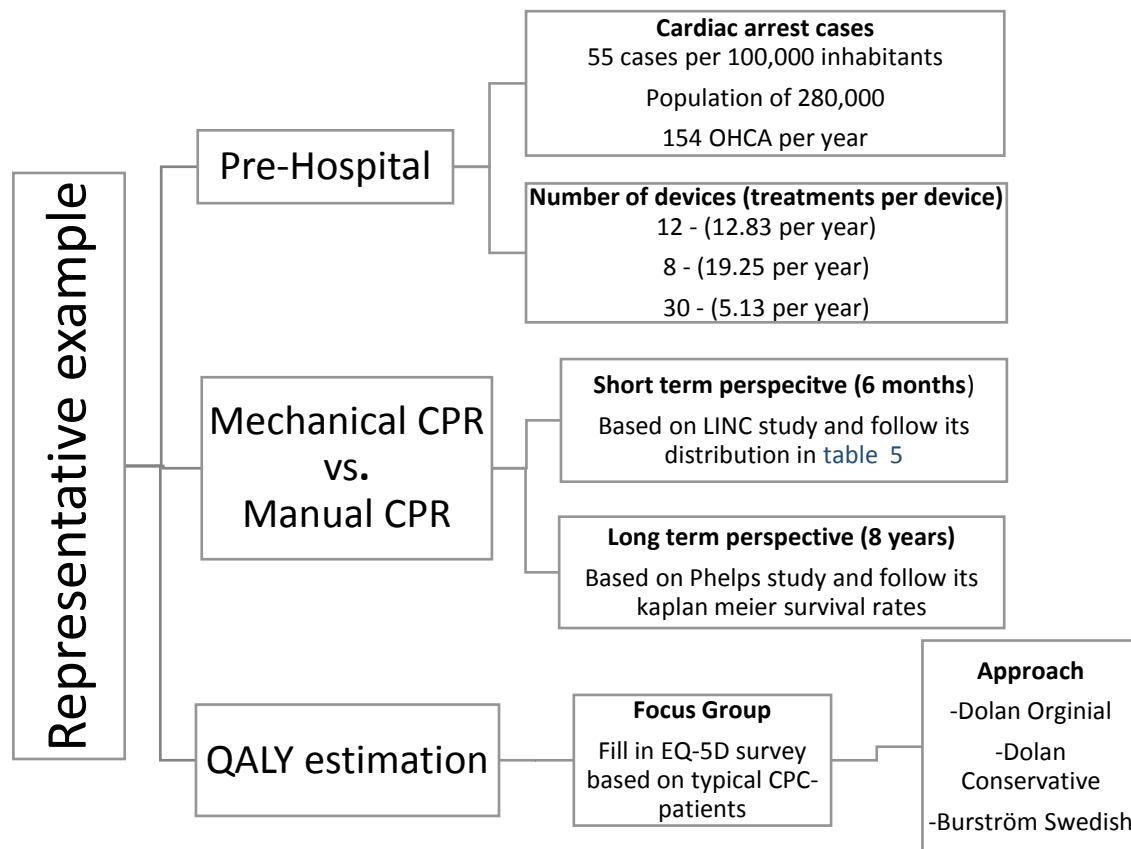 Representative example
Pre-Hospital
Cardiac arrest cases
55 cases per 100,000 inhabitants
Population of 280,000
154 OHCA per year
Number of devices (treatments per device)
12 - (12.83 per year)
8 - (19.25 per year)
30 - (5.13 per year)
Mechanical CPR
vs.
Manual CPR
Short term perspecitve (6 months)
Based on LINC study and follow its
distribution in table 5
Long term perspective (8 years)
Based on Phelps study and follow its
kaplan meier survival rates
QALY estimation
Focus Group
Fill in EQ-5D survey
based on typical CPC-
patients
Approach
-Dolan Orginial
-Dolan
Conservative
-Burström Swedish